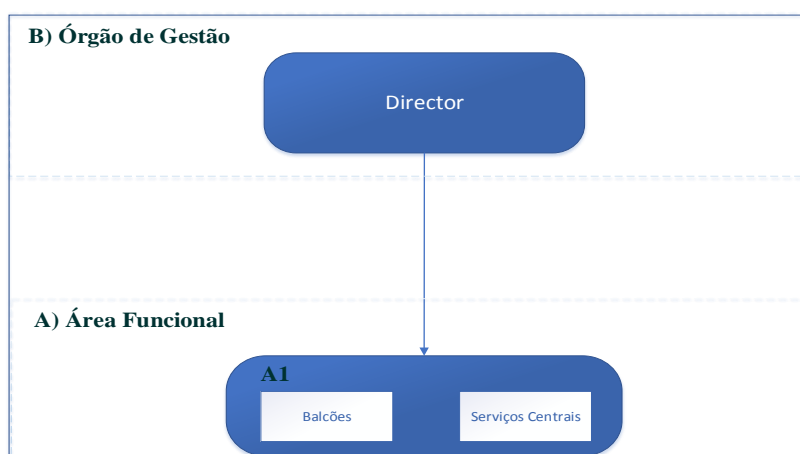 B) Órgão de Gestão
Director
A) Área Funcional
A1
Balcões
Serviços Centrais